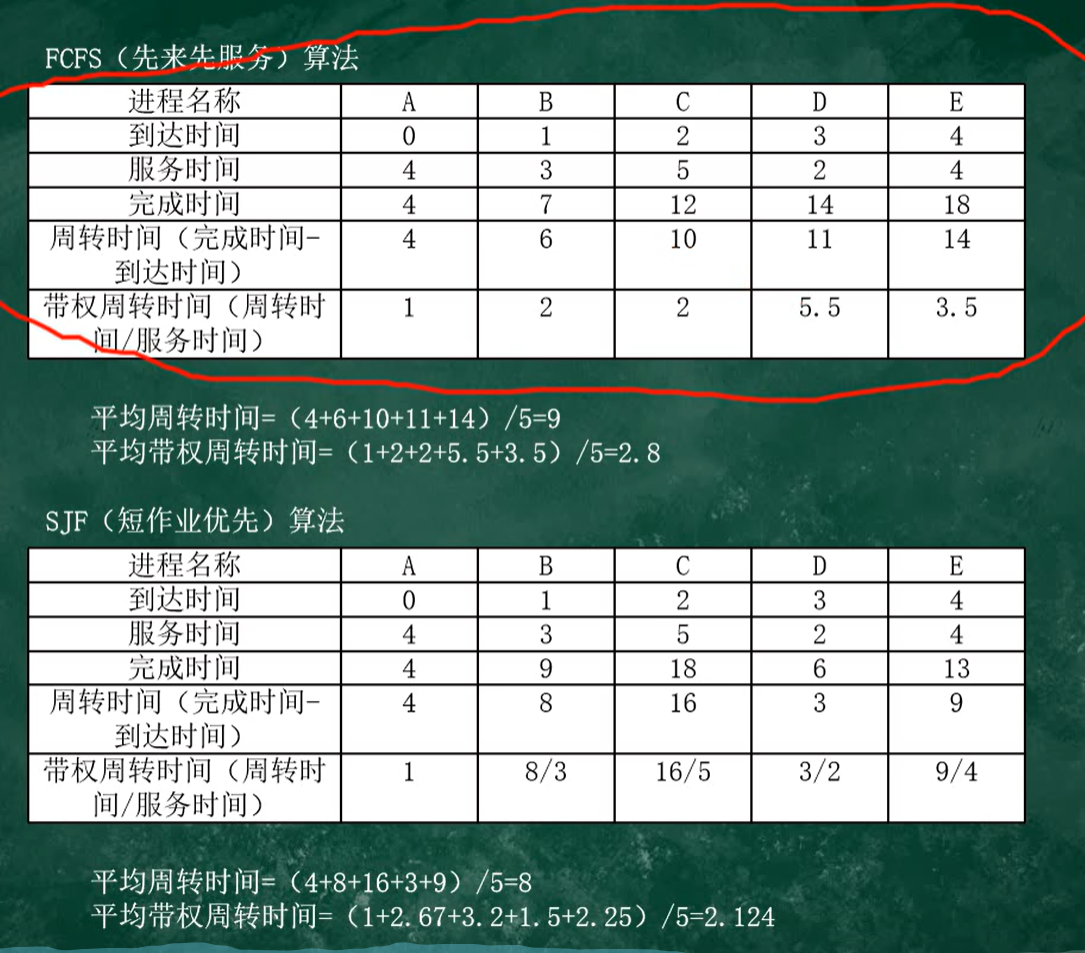 FCFS（先来先服务）算法
进程名称 A B C D E
到达时间 0 1 2 3 4
服务时间 4 3 5 2 4
完成时间 4 7 12 14 18
周转时间（完成时间- 4 6 10 11 14
到达时间）
带权周转时间（周转时 1 2 2 5.5 3.5
间/服务时间）
平均周转时间=（4+6+10+11+14）/5=9
平均带权周转时间=（1+2+2+5.5+3.5）/5=2.8
SJF（短作业优先）算法
进程名称 A B C D E
到达时间 0 1 2 3 4
服务时间 4 3 5 2 4
完成时间 4 9 18 6 13
周转时间（完成时间- 4 8 16 3 9
到达时间）
带权周转时间（周转时 1 8/3 16/5 3/2 9/4
间/服务时间）
平均周转时间=（4+8+16+3+9）/5=8
平均带权周转时间=（1+2.67+3.2+1.5+2.25）/5=2.124